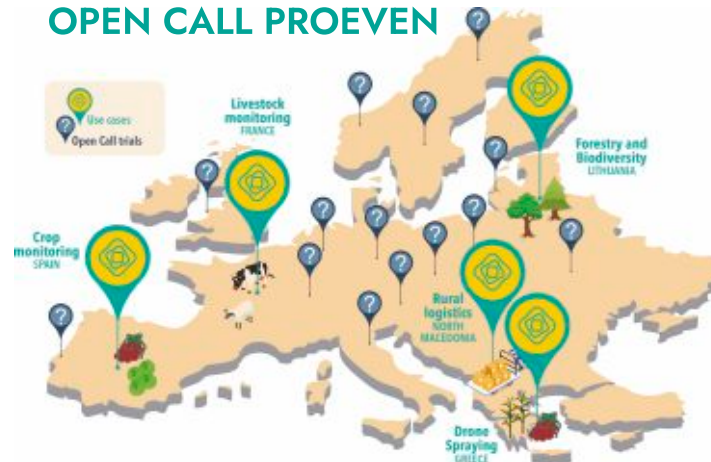 OPEN CALL PROEVEN
Use cases
Open Call trials
Livestock
monitoring
FRANCE
Forestry and
Biodiversity
LITHUANIA
Crop
monitoring
SPAIN
Rural
logistics
NORTH
MACEDONIA
Drone
Spraying
GREECE